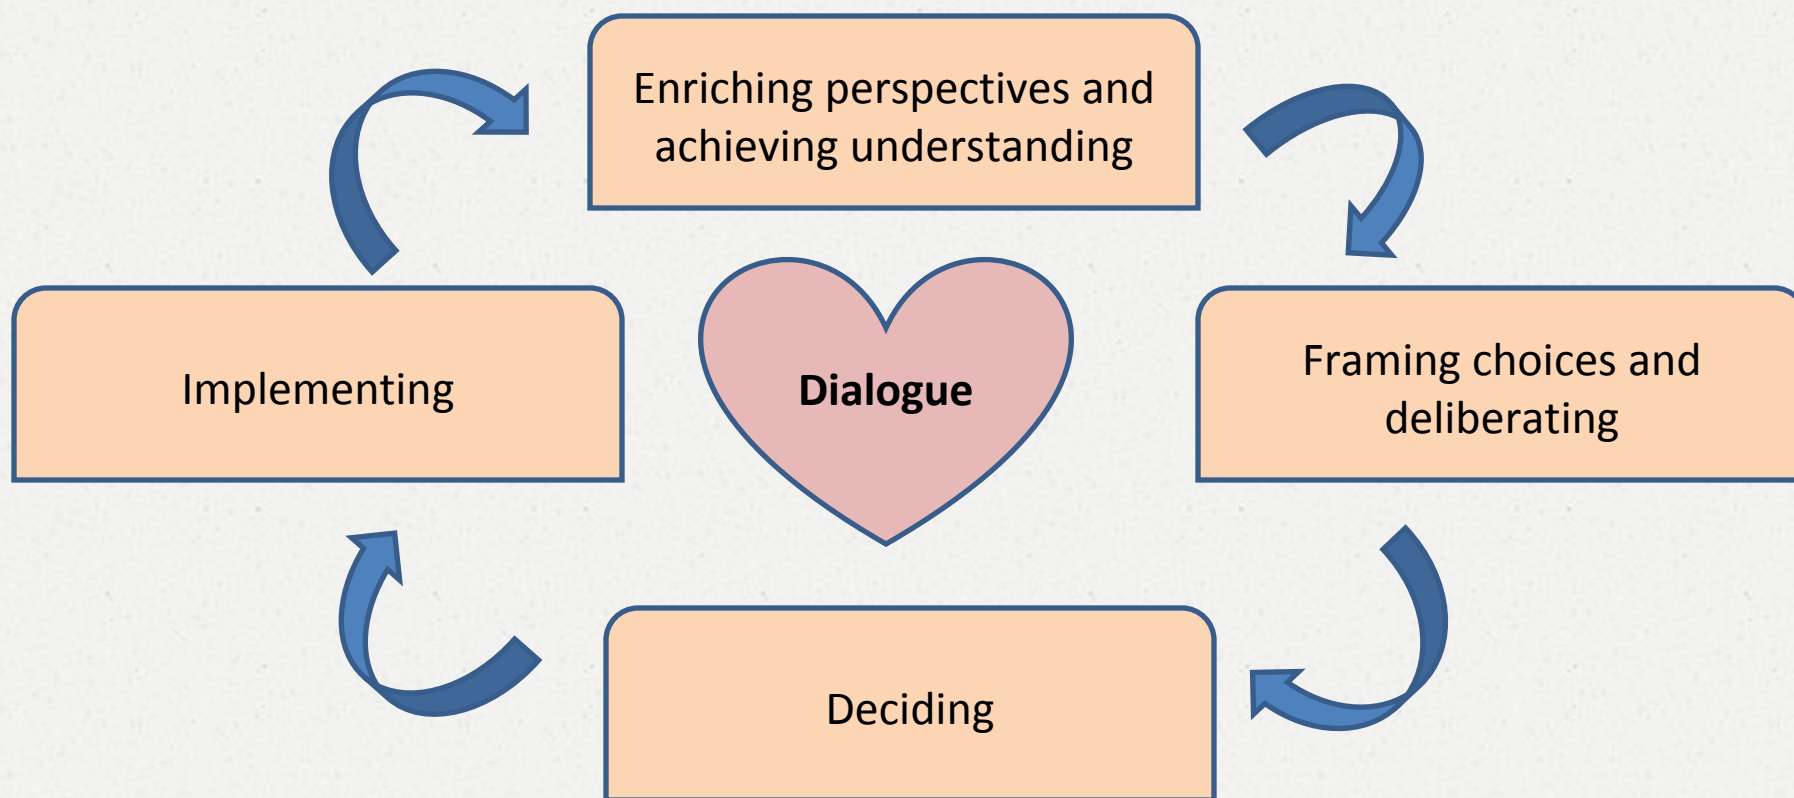 Enriching perspectives and
achieving understanding
Implementing
Dialogue
Framing choices and
deliberating
Deciding